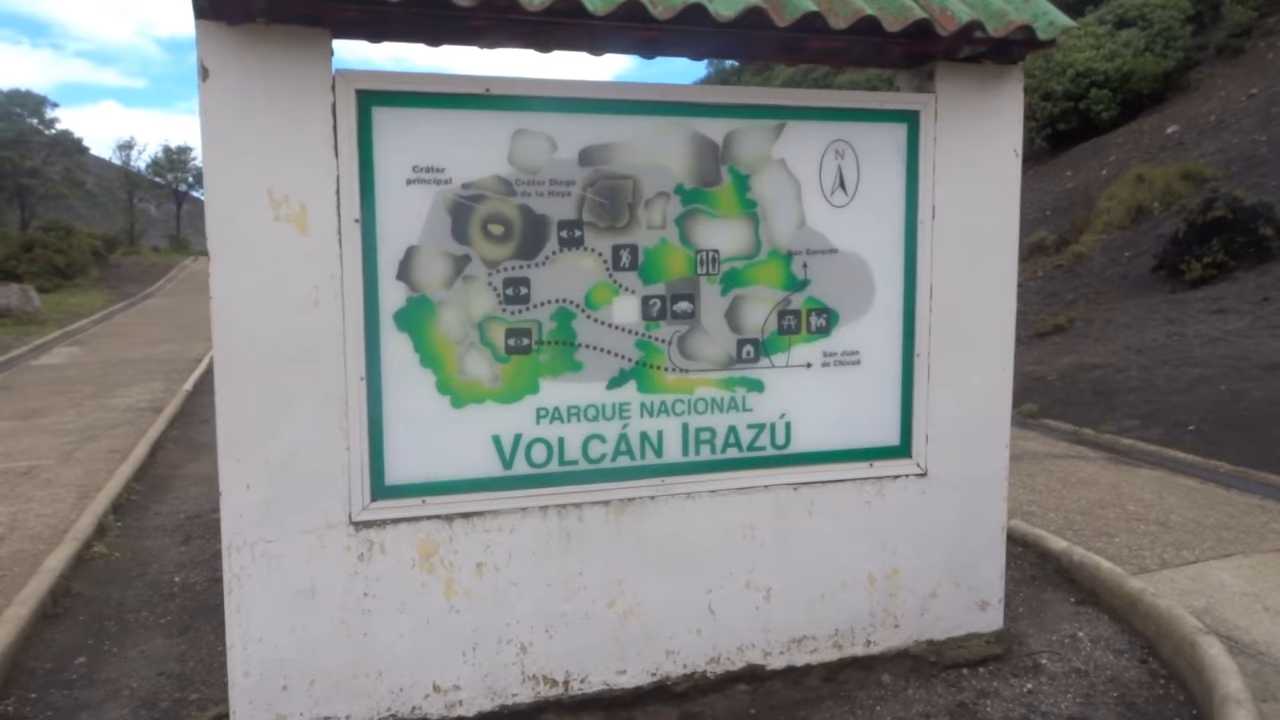 N
Cráter
principal
Cráter Diego
de la Haya
San Gerardo
?
San Juan
de Chicuá
PARQUE NACIONAL
VOLCÁN IRAZÚ